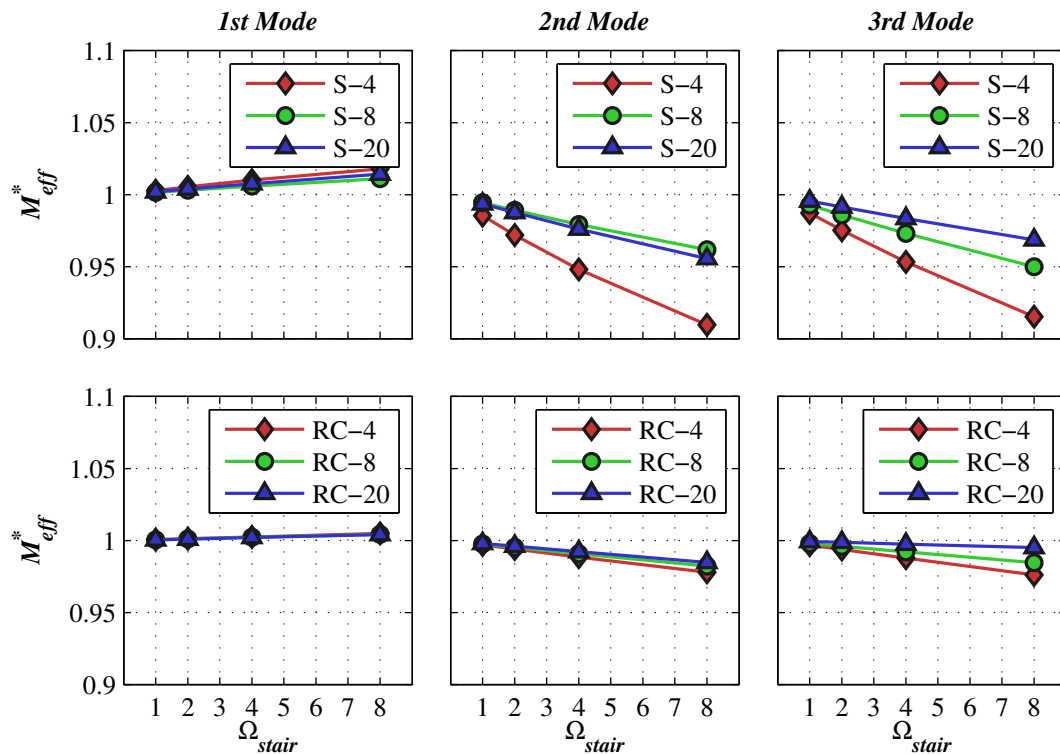 1st Mode 2nd Mode 3rd Mode
1.1
1.05
1
0.95
0.9
M*eff
S−4
S−8
S−20
S−4
S−8
S−20
S−4
S−8
S−20
1.1
1.05
1
0.95
0.9
M*eff
RC−4
RC−8
RC−20
RC−4
RC−8
RC−20
RC−4
RC−8
RC−20
1 2 3 4 5 6 7 8 1 2 3 4 5 6 7 8 1 2 3 4 5 6 7 8
Ωstair Ωstair Ωstair